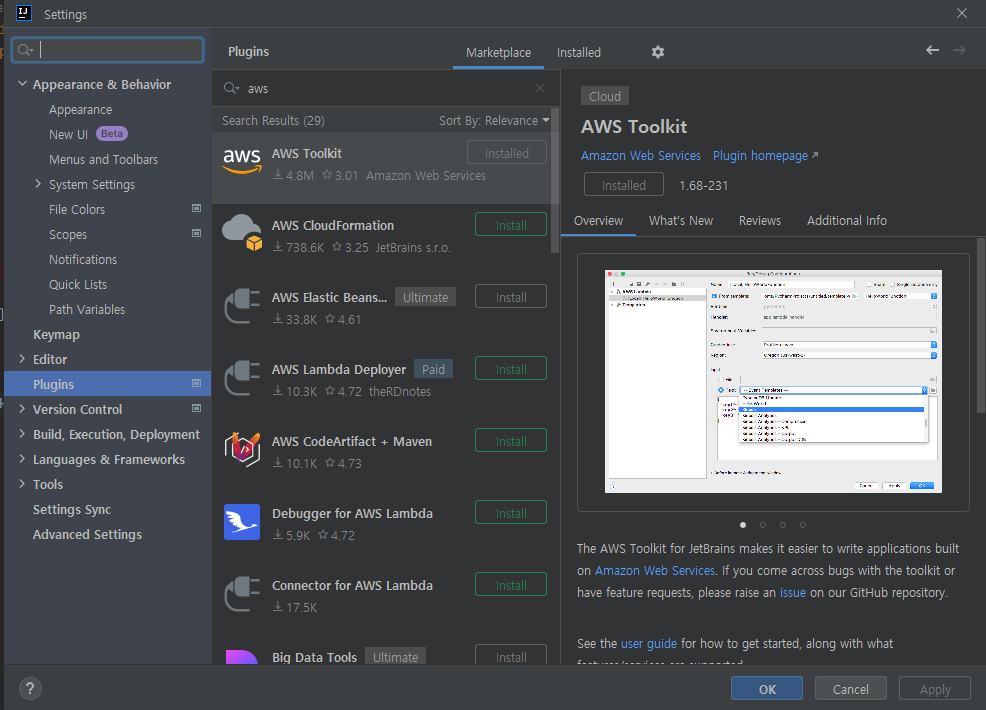 Settings
Appearance & Behavior
Appearance
New UI Beta
Menus and Toolbars
System Settings
File Colors
Scopes
Notifications
Quick Lists
Path Variables
Keymap
Editor
Plugins
Version Control
Build, Execution, Deployment
Languages & Frameworks
Tools
Settings Sync
Advanced Settings
Plugins
Marketplace
Installed
aws
Search Results (29)
Sort By: Relevance
aws
AWS Toolkit
Installed
4.8M 3.01 Amazon Web Services
AWS CloudFormation
Install
738.6K 3.25 JetBrains s.r.o.
AWS Elastic Beans... Ultimate
Install
33.8K 4.61
AWS Lambda Deployer Paid
Install
10.3K 4.72 theRDnotes
AWS CodeArtifact + Maven
Install
10.1K 4.73
Debugger for AWS Lambda
Install
5.9K 4.72
Connector for AWS Lambda
Install
17.5K
Big Data Tools Ultimate
Install
Cloud
AWS Toolkit
Amazon Web Services Plugin homepage
Installed 1.68-231
Overview What's New Reviews Additional Info
The AWS Toolkit for JetBrains makes it easier to write applications built
on Amazon Web Services. If you come across bugs with the toolkit or
have feature requests, please raise an issue on our GitHub repository.
See the user guide for how to get started, along with what
features/services are supported.
?
OK
Cancel
Apply